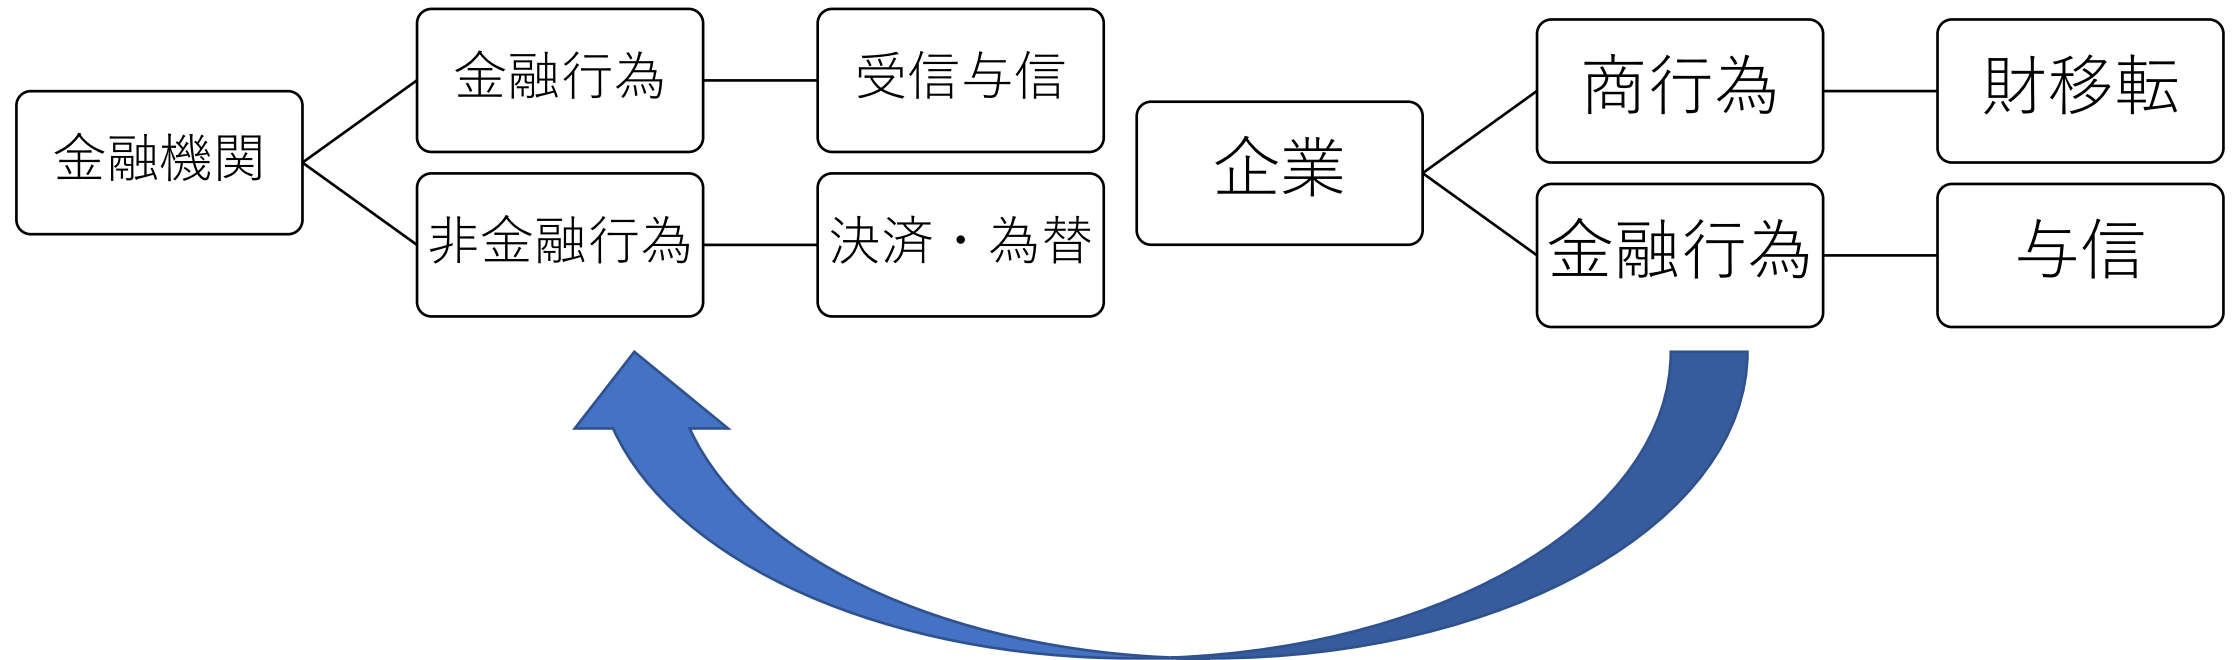 金融機関
金融行為
受信与信
非金融行為
決済・為替
企業
商行為
財移転
金融行為
与信